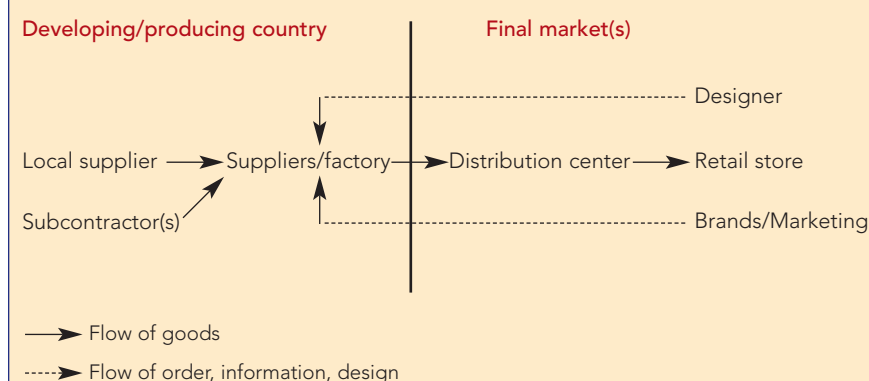 Developing/producing country Final market(s)
Designer
Local supplier Suppliers/factory Distribution center Retail store
Subcontractor(s) Brands/Marketing
Flow of goods
Flow of order, information, design